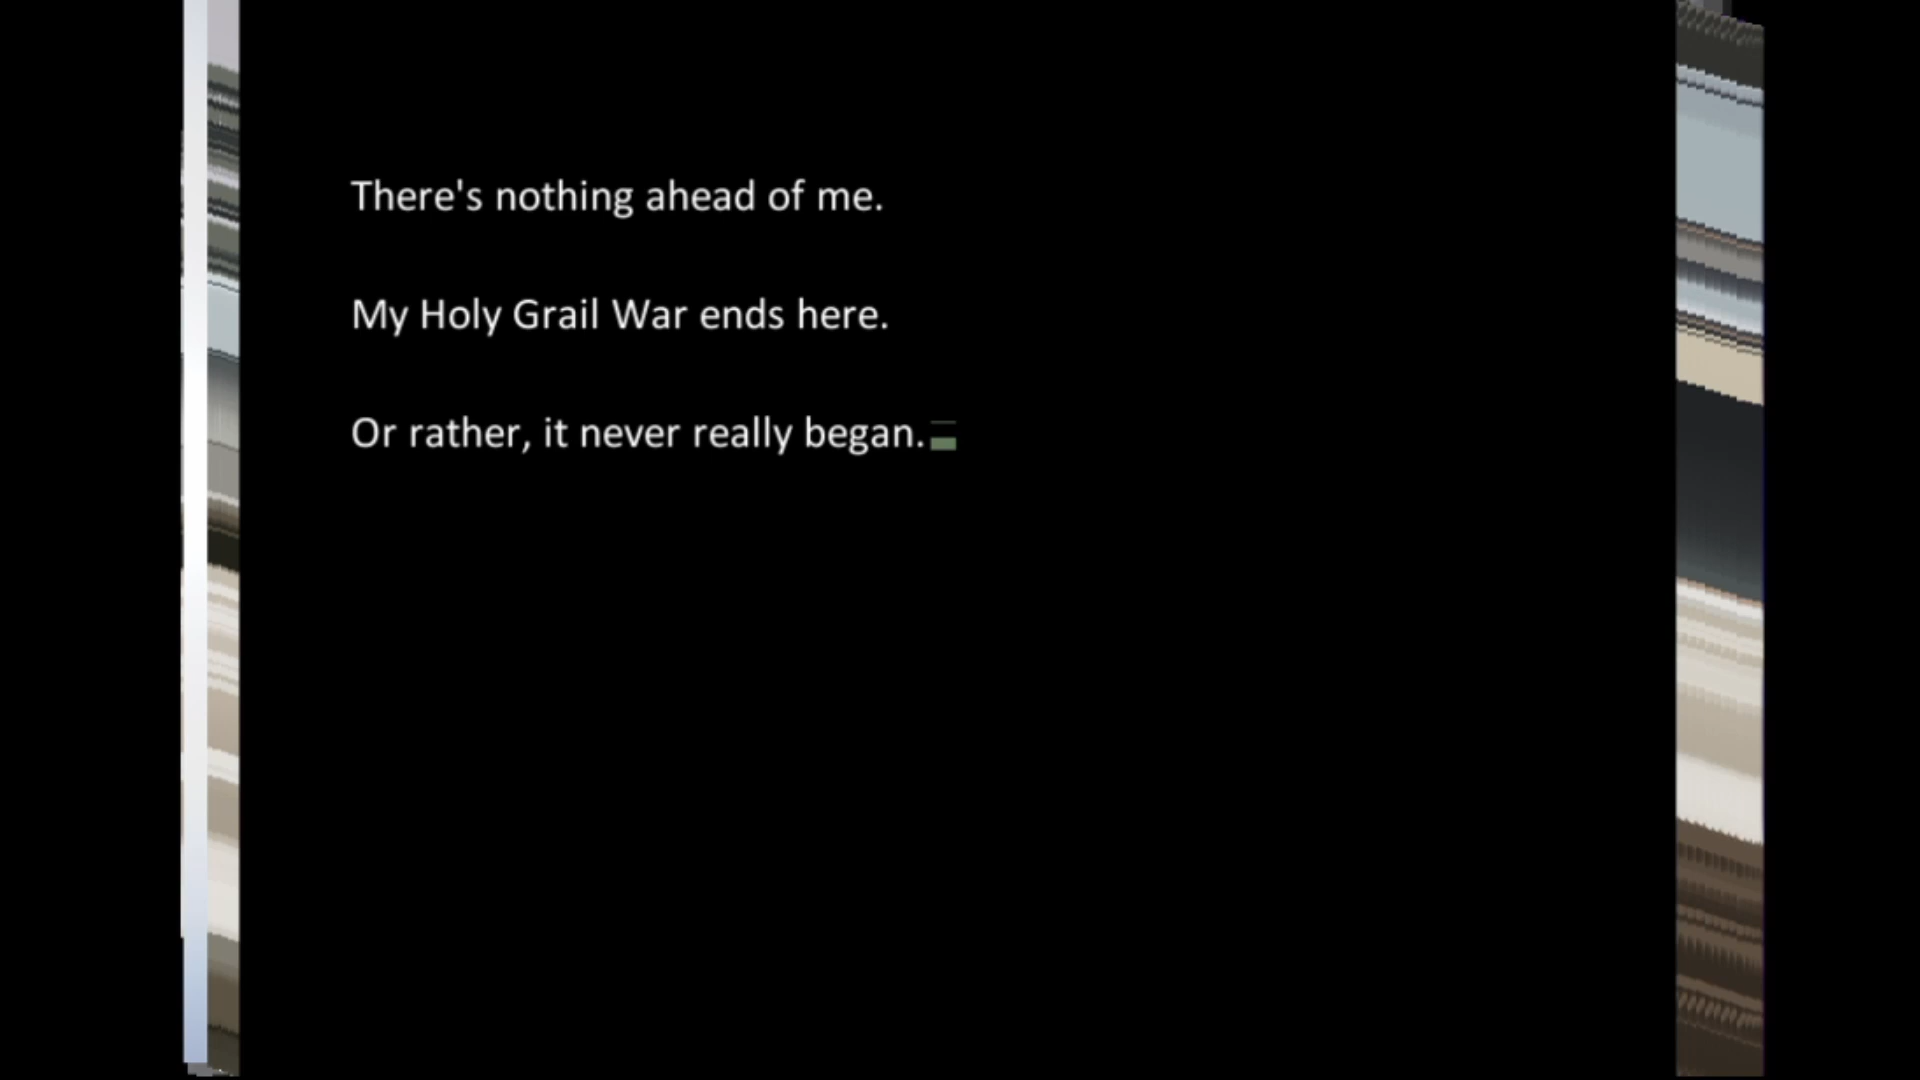 There's nothing ahead of me.
My Holy Grail War ends here.
Or rather, it never really began.